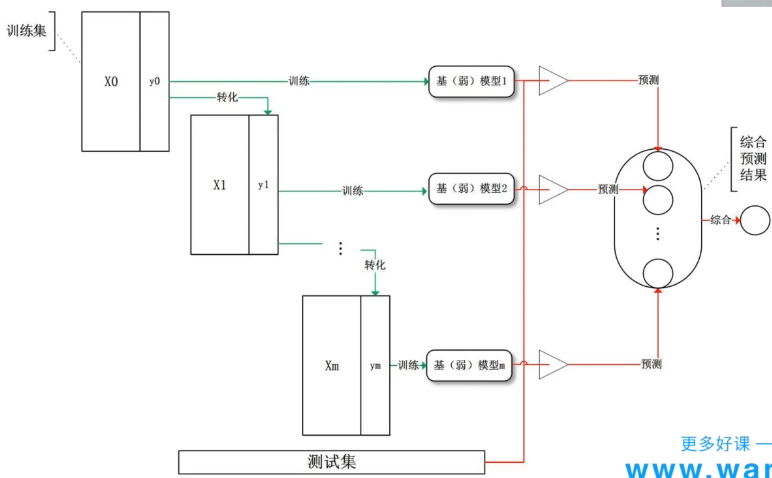 训练集
X0
y0
训练
基（弱）模型1
预测
转化
X1
y1
训练
基（弱）模型2
预测
综合
预测
结果
综合
⋮
⋮
转化
Xm
ym
训练
基（弱）模型m
预测
测试集
更多好课 —
www.wan